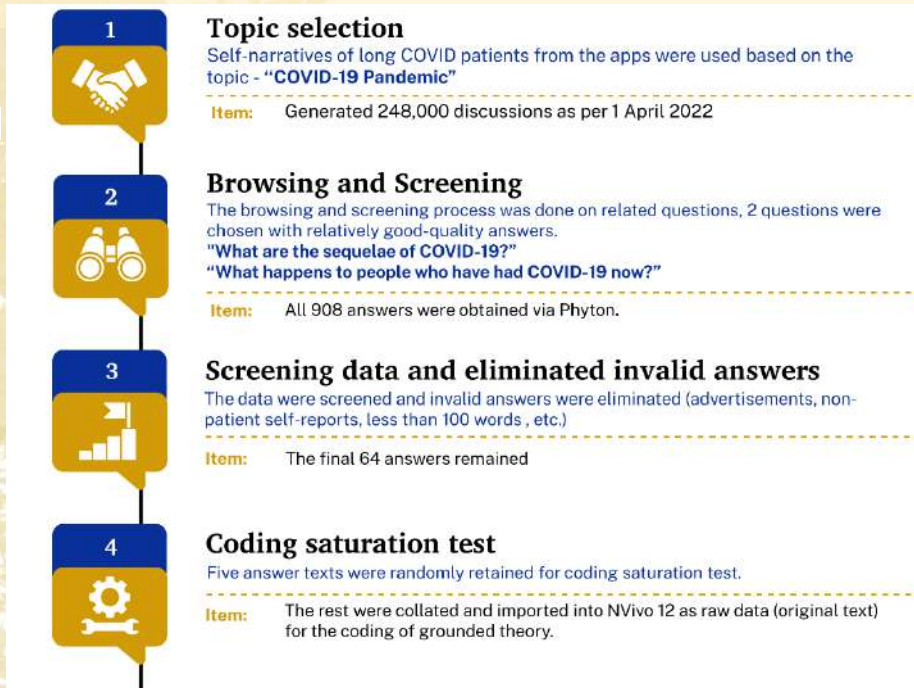 1
Topic selection
Self-narratives of long COVID patients from the apps were used based on the
topic - “COVID-19 Pandemic”
Item: Generated 248,000 discussions as per 1 April 2022
2
Browsing and Screening
The browsing and screening process was done on related questions, 2 questions were
chosen with relatively good-quality answers.
"What are the sequelae of COVID-19?”
“What happens to people who have had COVID-19 now?”
Item: All 908 answers were obtained via Phyton.
3
Screening data and eliminated invalid answers
The data were screened and invalid answers were eliminated (advertisements, non-
patient self-reports, less than 100 words , etc.)
Item: The final 64 answers remained
4
Coding saturation test
Five answer texts were randomly retained for coding saturation test.
Item: The rest were collated and imported into NVivo 12 as raw data (original text)
for the coding of grounded theory.